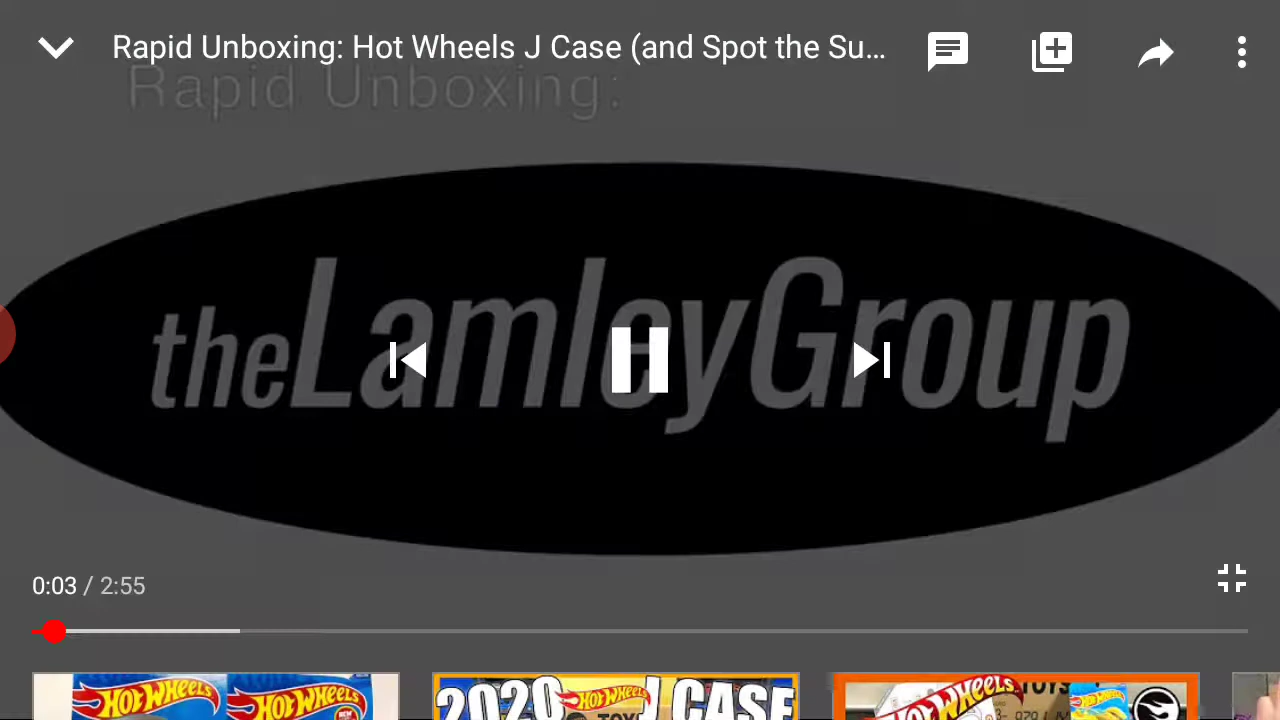 Rapid Unboxing: Hot Wheels J Case (and Spot the Su...
Rapid Unboxing:
theLamleyGroup
0:03 / 2:55
HOT WHEELS
HOT WHEELS
2020
HOT WHEELS
J CASE
HOT WHEELS